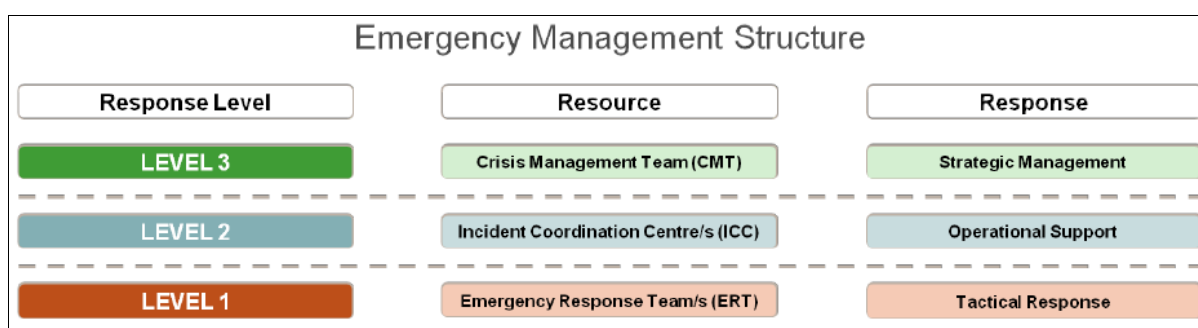 Emergency Management Structure
Response Level Resource Response
LEVEL 3 Crisis Management Team (CMT) Strategic Management
LEVEL 2 Incident Coordination Centre/s (ICC) Operational Support
LEVEL 1 Emergency Response Team/s (ERT) Tactical Response